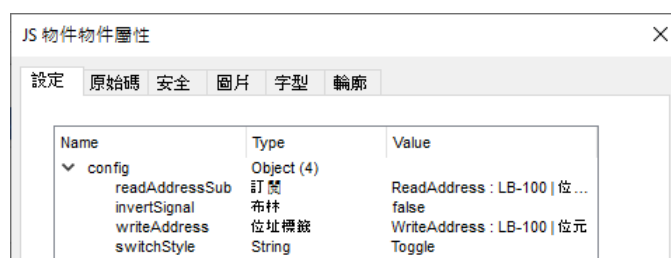 JS 物件物件屬性
設定 原始碼 安全 圖片 字型 輪廓
Name Type Value
config Object (4)
readAddressSub 訂閱 ReadAddress : LB-100 | 位...
invertSignal 布林 false
writeAddress 位址標籤 WriteAddress : LB-100 | 位元
switchStyle String Toggle